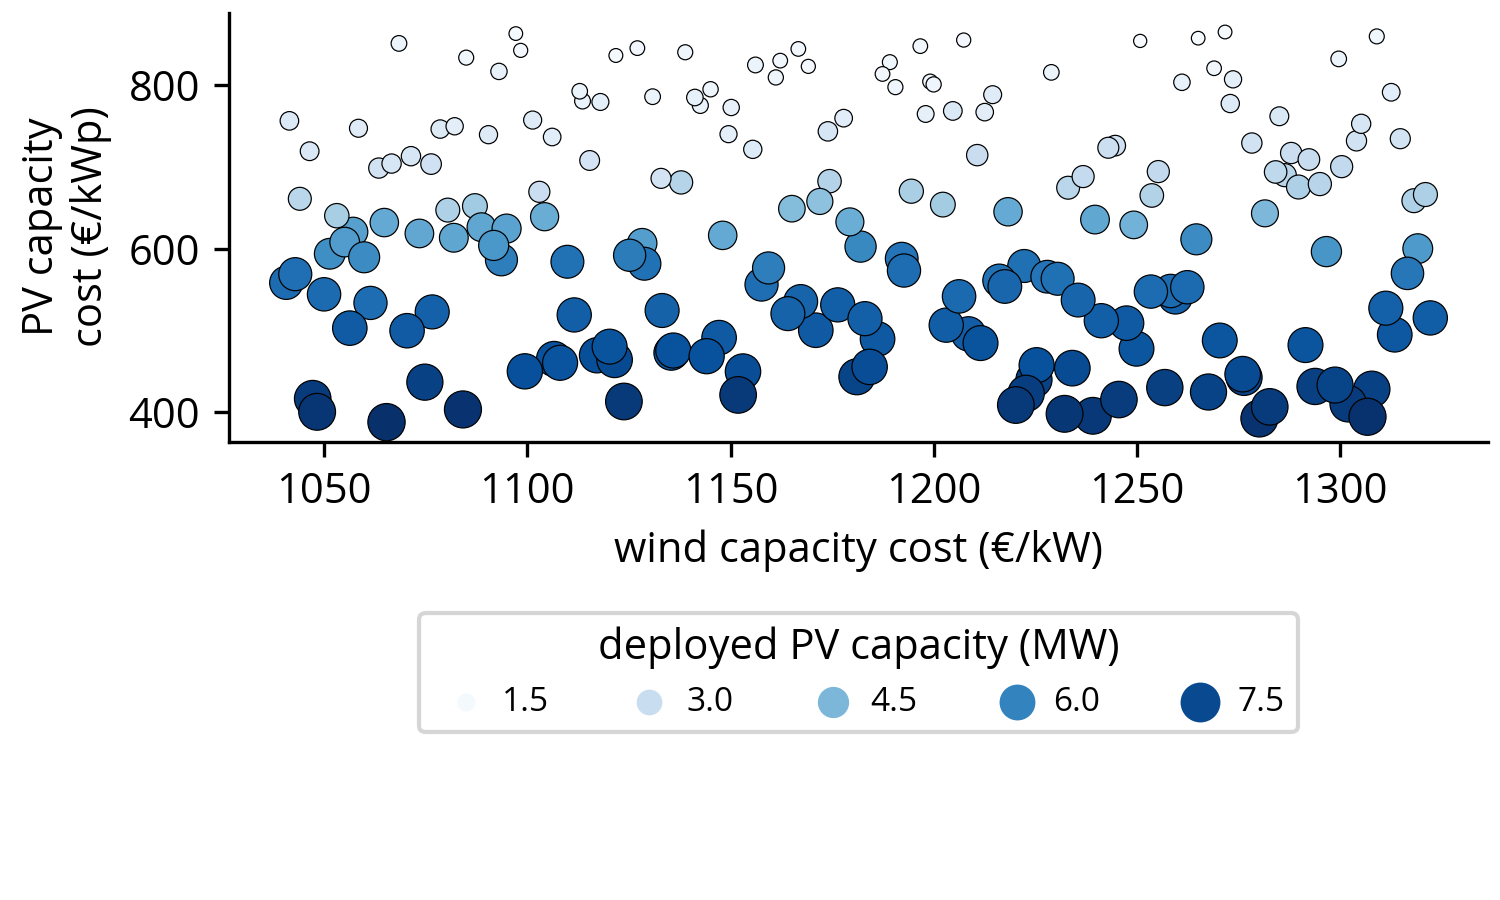 PV capacity
cost (€/kWp)
800
600
400
1050 1100 1150 1200 1250 1300
wind capacity cost (€/kW)
deployed PV capacity (MW)
1.5 3.0 4.5 6.0 7.5